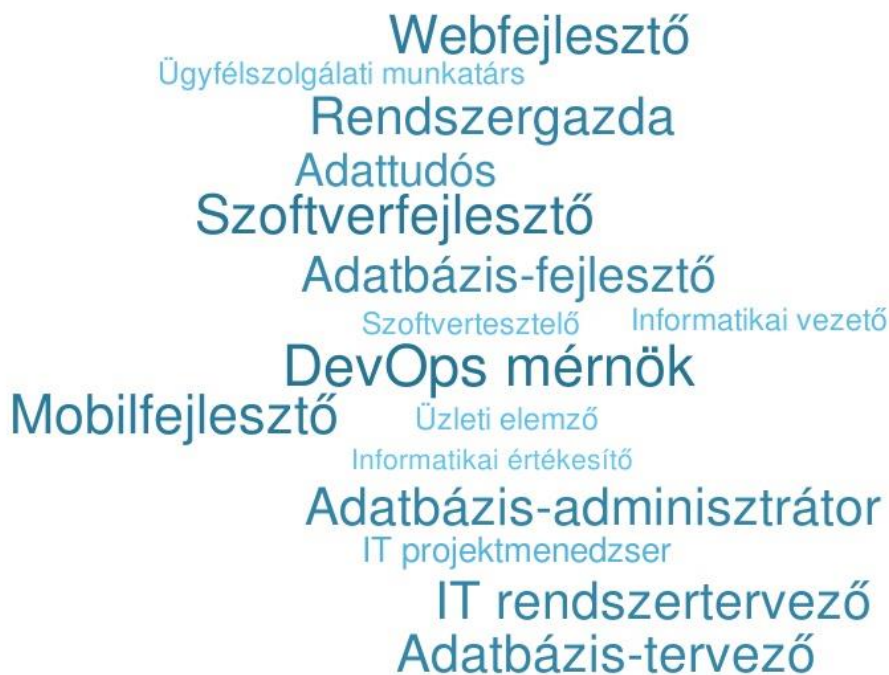 Webfejlesztő
Ügyfélszolgálati munkatárs
Rendszergazda
Adattudós
Szoftverfejlesztő
Adatbázis-fejlesztő
Szoftvertesztelő Informatikai vezető
DevOps mérnök
Mobilfejlesztő Üzleti elemző
Informatikai értékesítő
Adatbázis-adminisztrátor
IT projektmenedzser
IT rendszertervező
Adatbázis-tervező